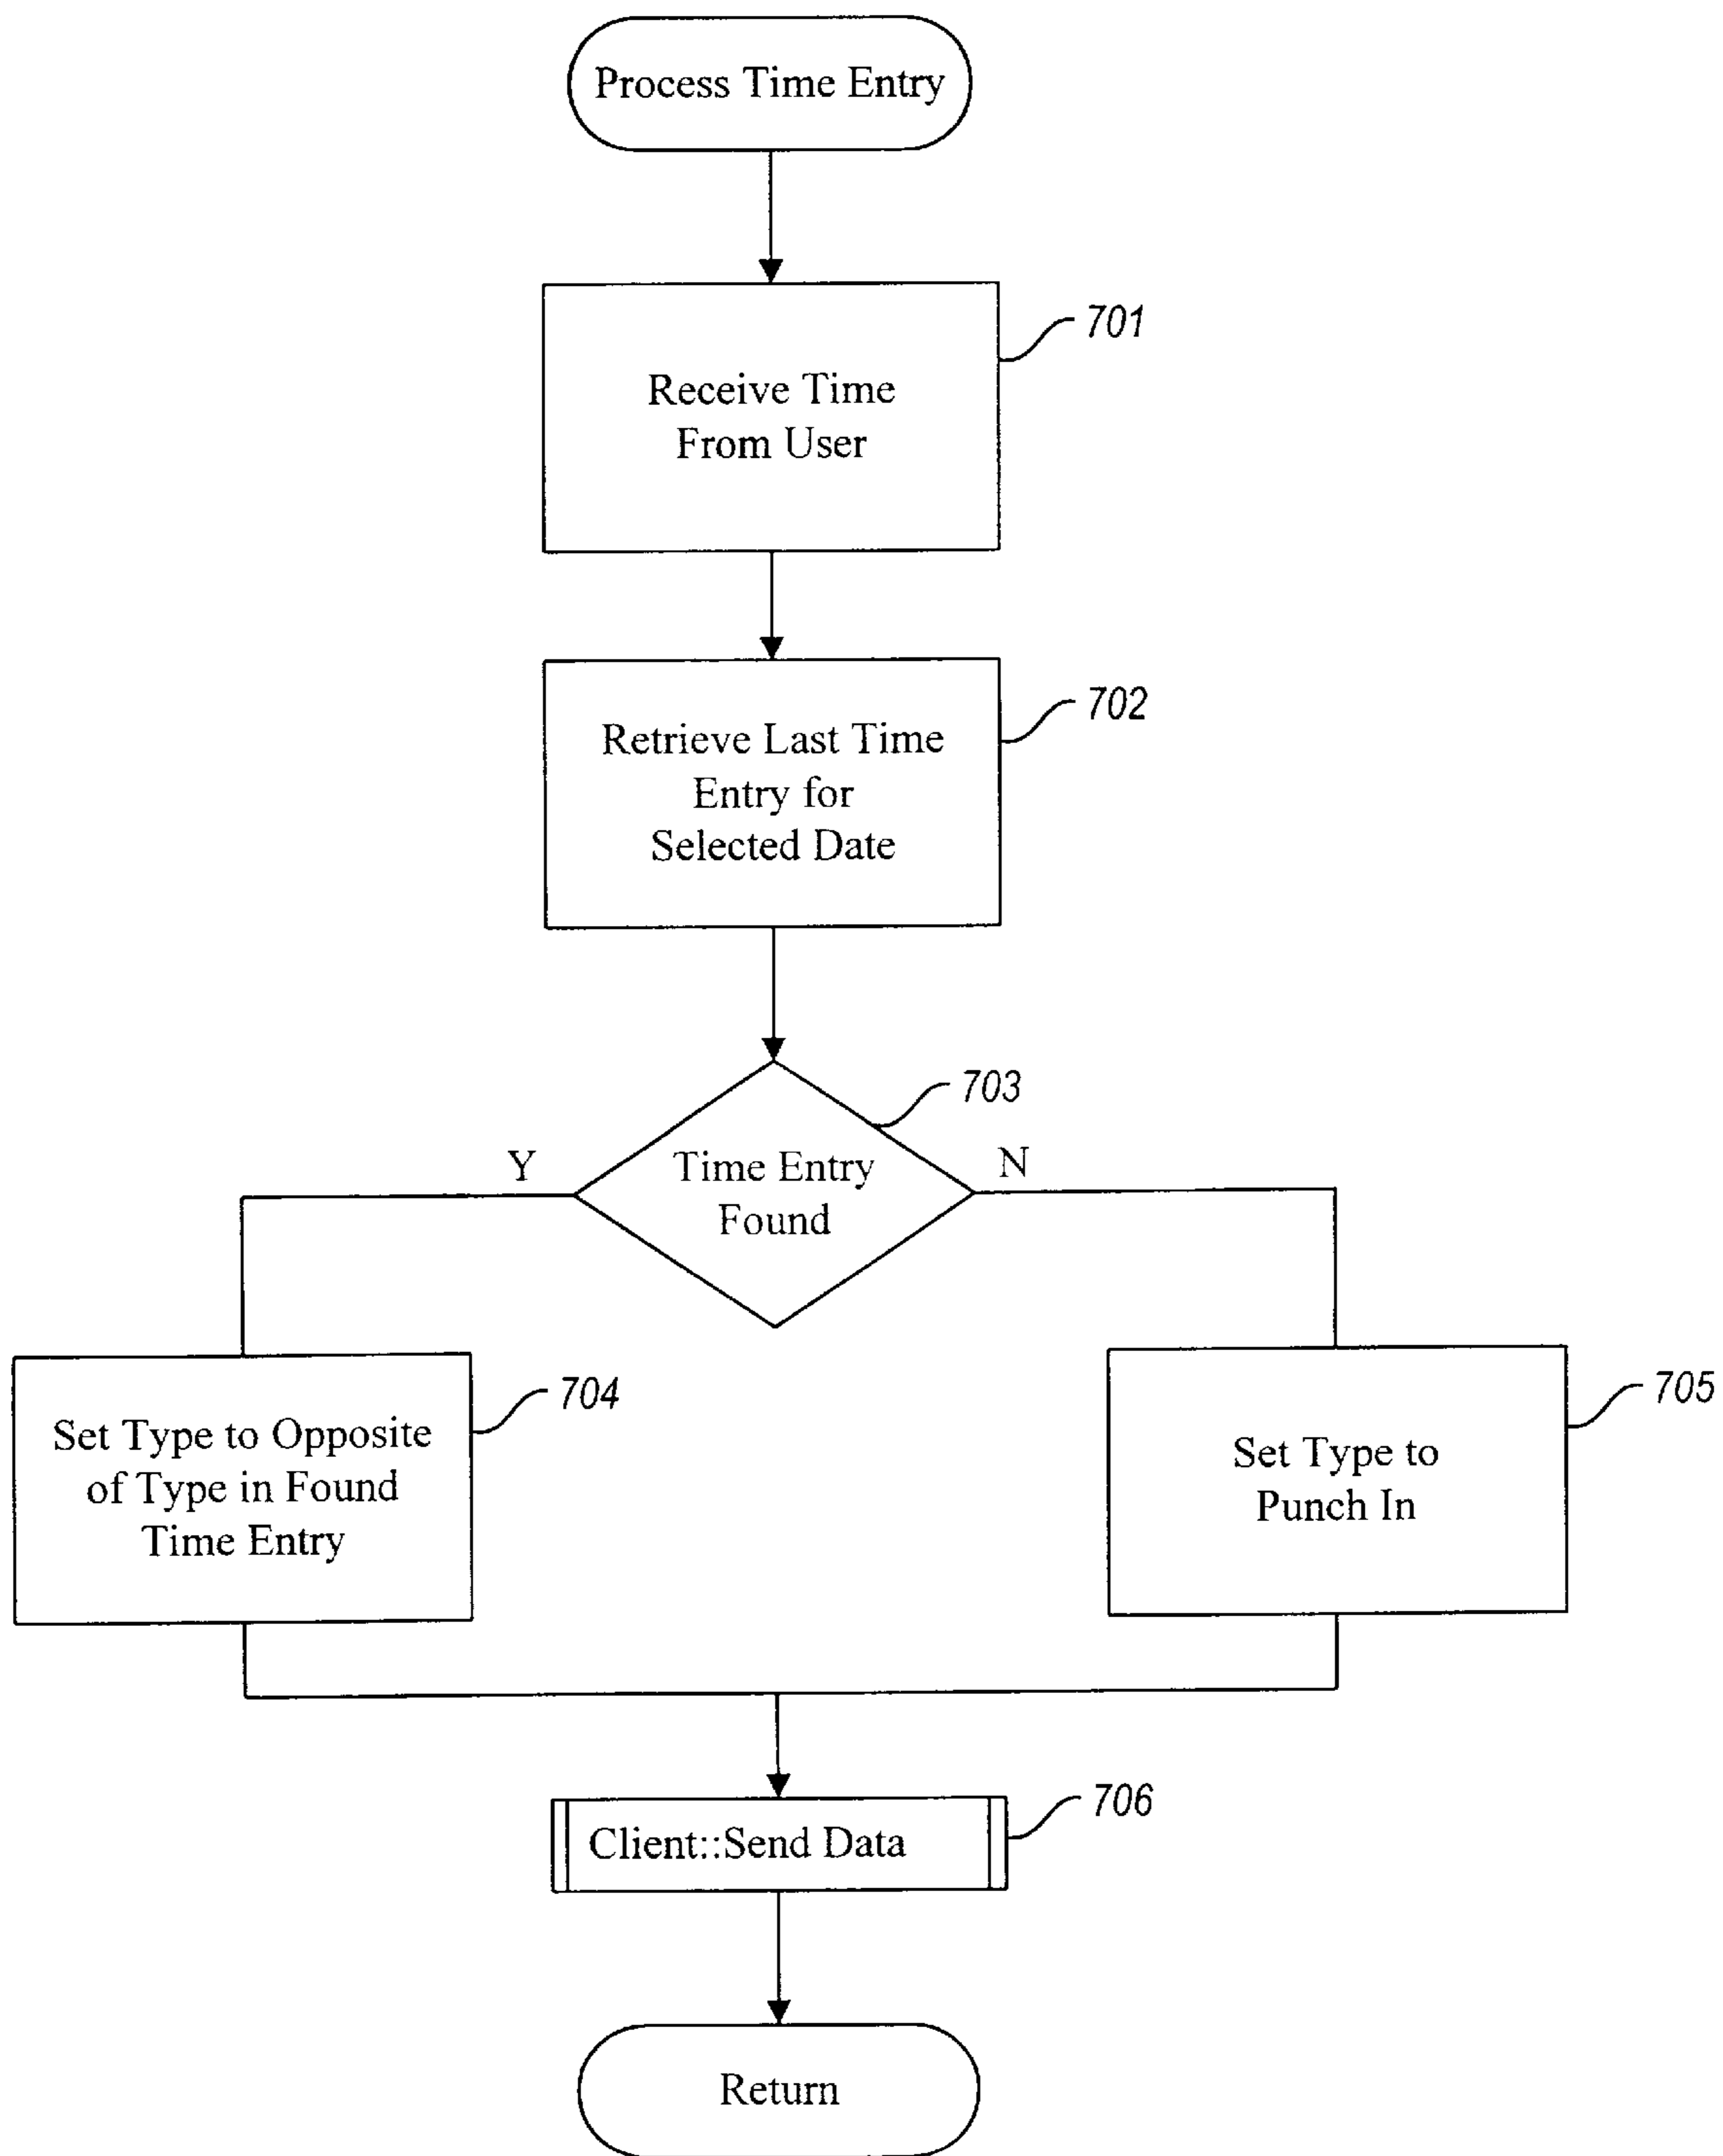 Process Time Entry
701
Receive Time
From User
702
Retrieve Last Time
Entry for
Selected Date
703
Y
Time Entry
Found
N
704
Set Type to Opposite
of Type in Found
Time Entry
705
Set Type to
Punch In
706
Client::Send Data
Return